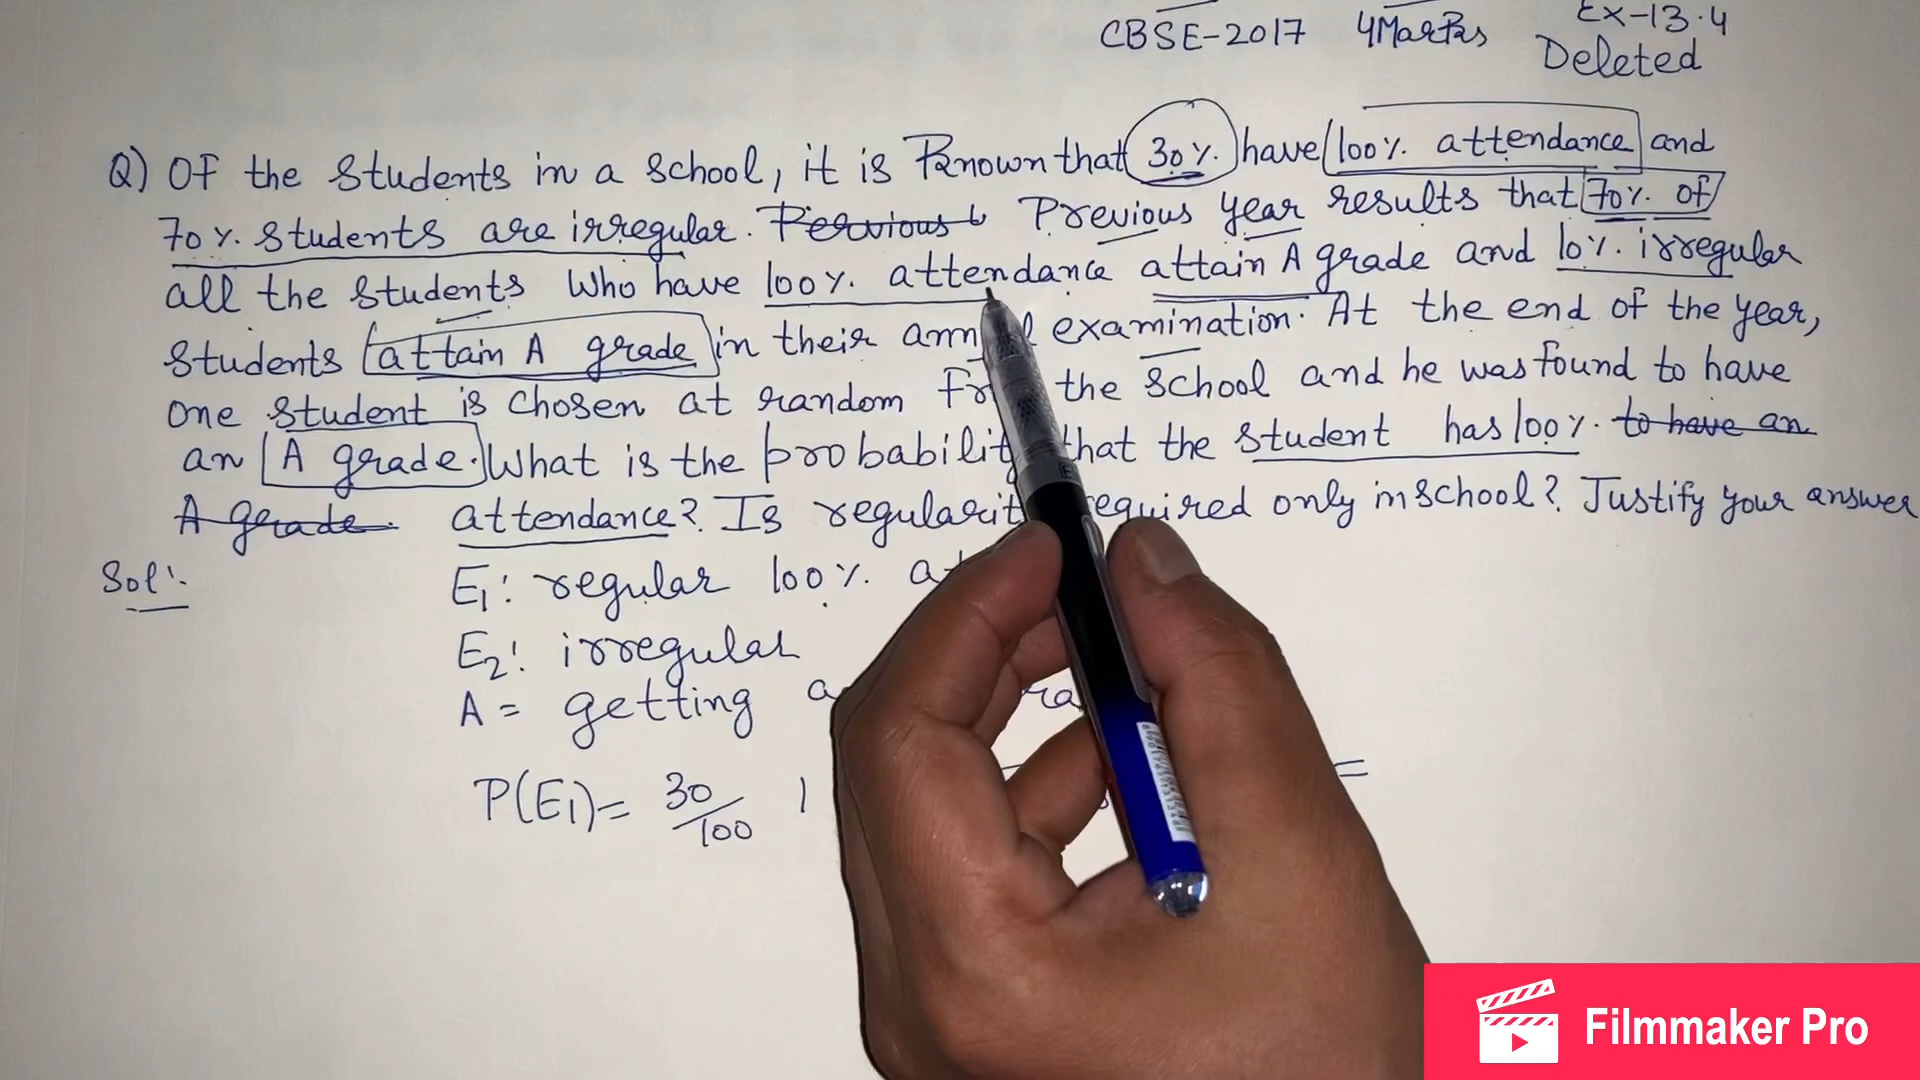 Ex-13.4
CBSE-2017 4Marks Deleted
Q) Of the students in a school, it is known that 30% have 100% attendance and
70% students are irregular. Pervious Previous year results that 70% of
all the students who have 100% attendance attain A grade and 10% irregular
students attain A grade in their examination. At the end of the year,
one student is chosen at random the school and he was found to have
an A grade. What is the probability that the student has 100% to have an
A grade attendance? Is regularity required only in school? Justify your answer
Sol:
E1: regular 100%
E2: irregular
A = getting
P(E1) = 30/100 =
Filmmaker Pro